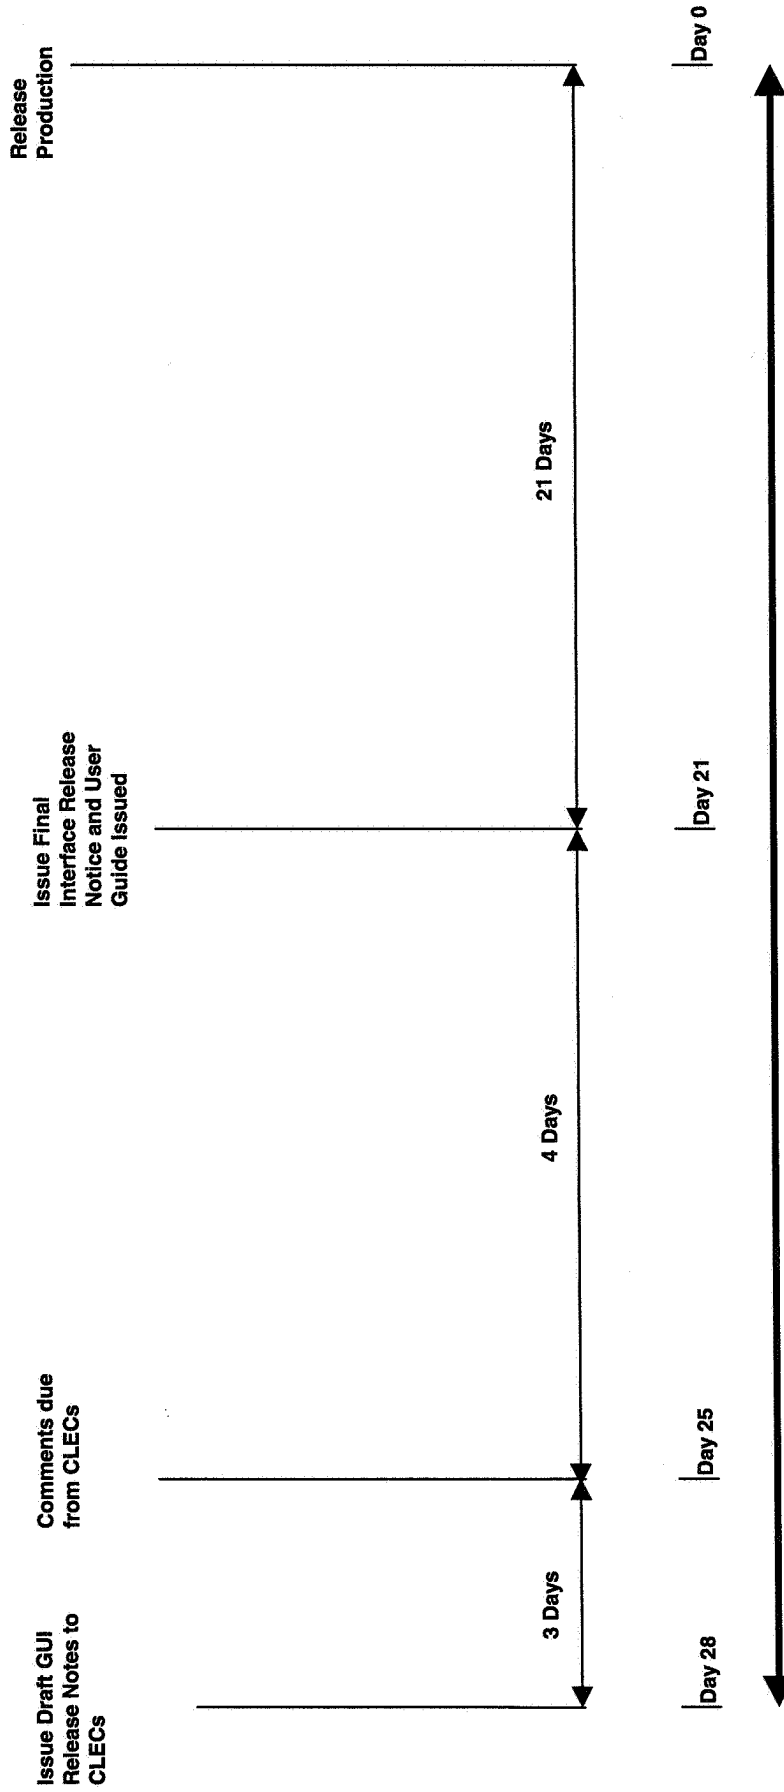 Issue Draft GUI
Release Notes to
CLECs
Comments due
from CLECs
Issue Final
Interface Release
Notice and User
Guide Issued
Release
Production
3 Days
4 Days
21 Days
Day 28
Day 25
Day 21
Day 0